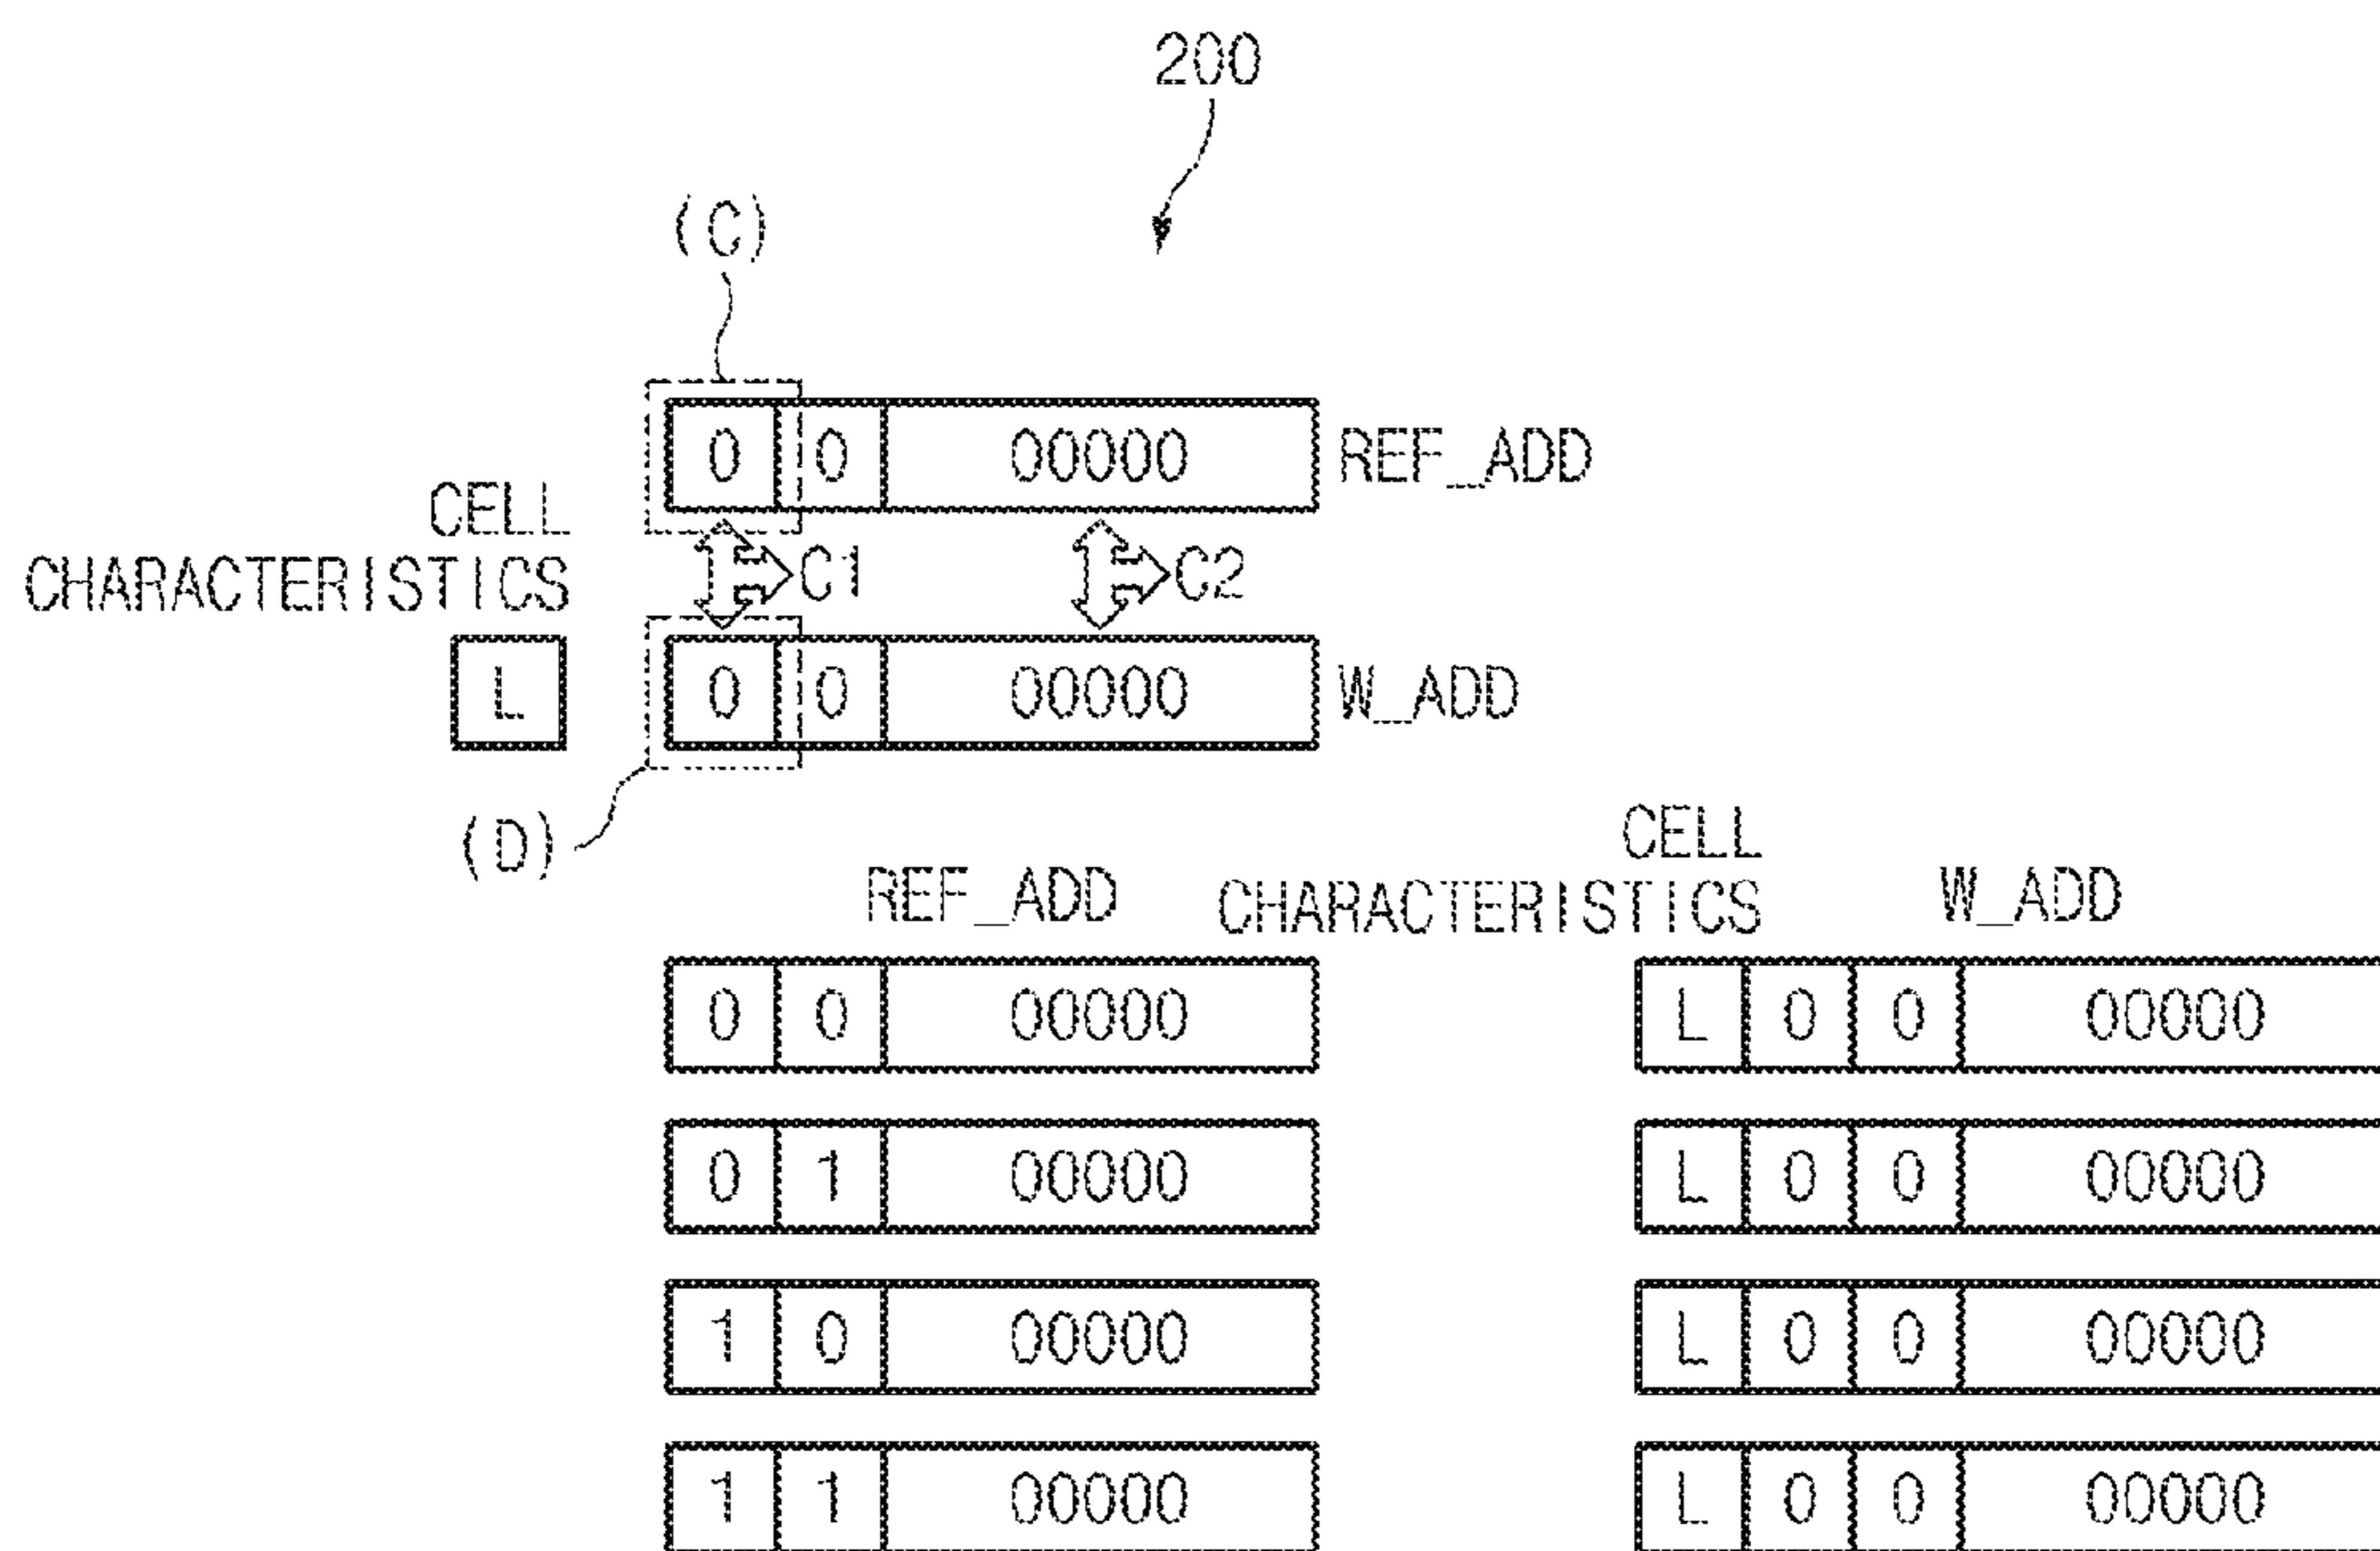 200
(C)
0 0 00000 REF_ADD
CELL
CHARACTERISTICS
C1 C2
L 0 0 00000 W_ADD
(D)
CELL
REF_ADD CHARACTERISTICS W_ADD
0 0 00000 L 0 0 00000
0 1 00000 L 0 0 00000
1 0 00000 L 0 0 00000
1 1 00000 L 0 0 00000